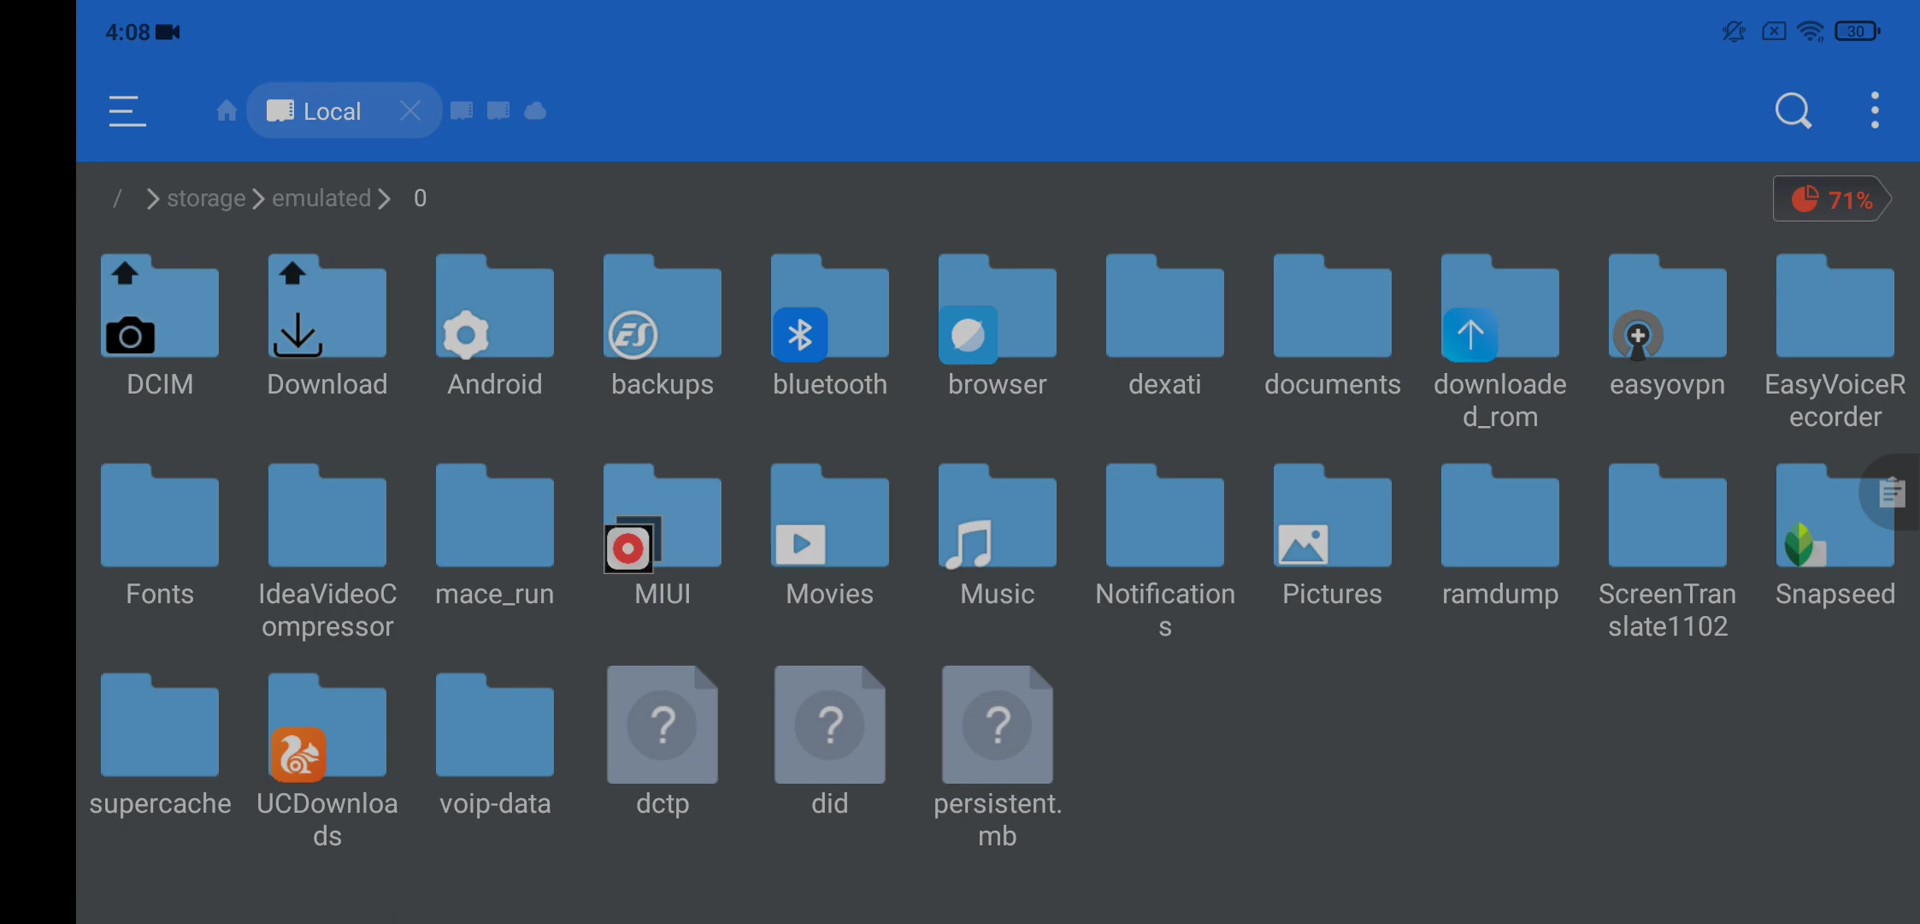 4:08
30
Local
/ storage emulated 0
71%
DCIM
Download
Android
ES
backups
bluetooth
browser
dexati
documents
downloade
d_rom
easyovpn
EasyVoiceR
ecorder
Fonts
IdeaVideoC
ompressor
mace_run
MIUI
Movies
Music
Notification
s
Pictures
ramdump
ScreenTran
slate1102
Snapseed
supercache
UCDownloa
ds
voip-data
?
dctp
?
did
?
persistent.
mb